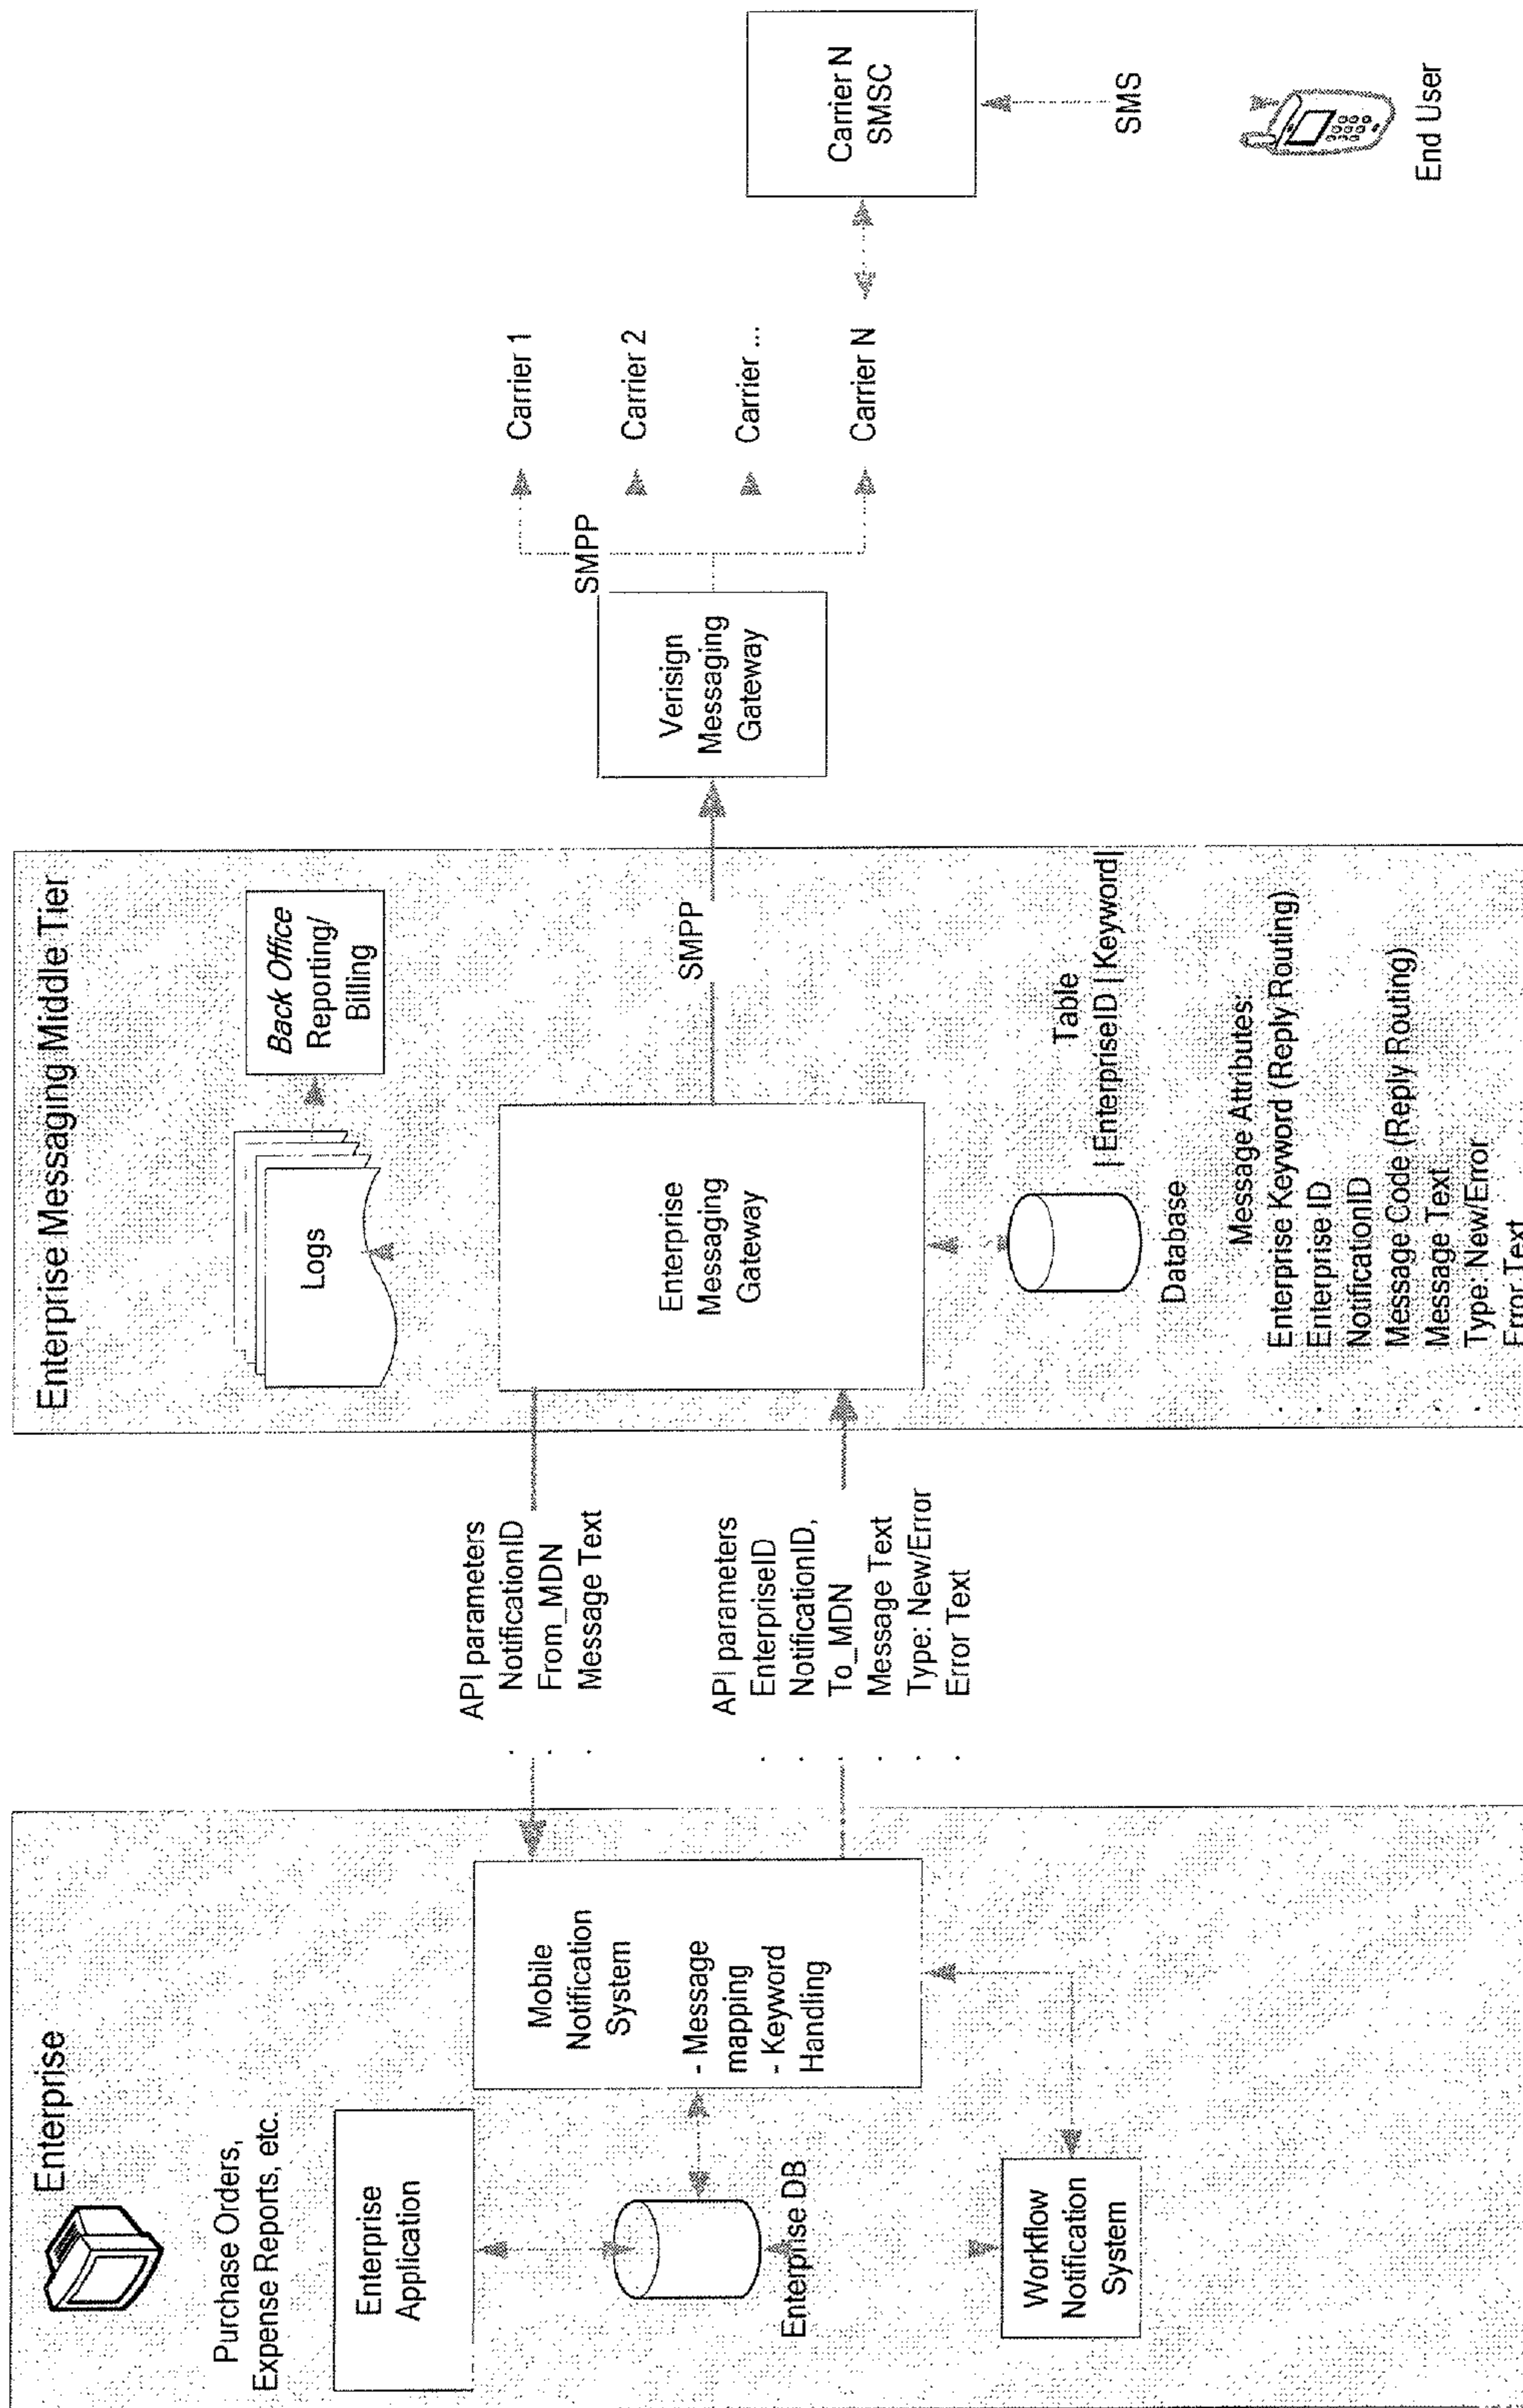 Enterprise
Purchase Orders,
Expense Reports, etc.
Enterprise
Application
Enterprise DB
Workflow
Notification
System
Mobile
Notification
System
- Message
mapping
- Keyword
Handling
API parameters
NotificationID
From_MDN
Message Text
API parameters
EnterpriseID
NotificationID,
To_MDN
Message Text
Type: New/Error
Error Text
Enterprise Messaging Middle Tier
Logs
Back Office
Reporting/
Billing
Enterprise
Messaging
Gateway
SMPP
Database
Table
| EnterpriseID | Keyword|
Message Attributes:
Enterprise Keyword (Reply Routing)
Enterprise ID
NotificationID
Message Code (Reply Routing)
Message Text
Type: New/Error
Error Text
Verisign
Messaging
Gateway
SMPP
Carrier 1
Carrier 2
Carrier ...
Carrier N
Carrier N
SMSC
SMS
End User